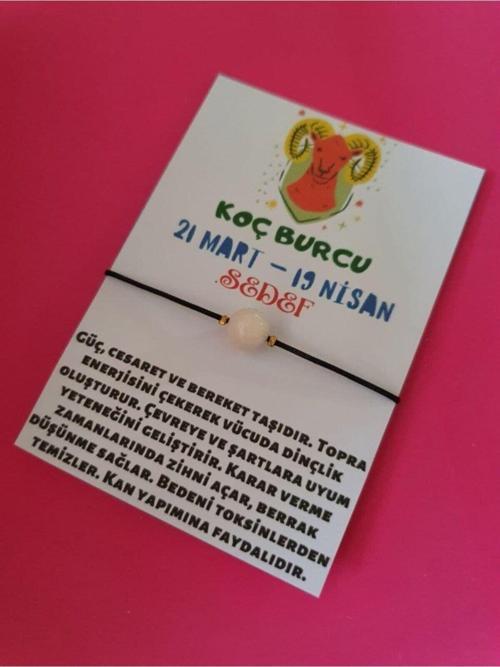 KOÇ BURCU
21 MART – 19 NİSAN
SEDEF
GÜÇ, CESARET VE BEREKET TAŞIDIR. TOPRA
ENERJİSİNİ ÇEKEREK VÜCUDA DİNÇLİK
OLUŞTURUR. ÇEVREYE VE ŞARTLARA UYUM
YETENEĞİNİ GELİŞTİRİR. KARAR VERME
ZAMANLARINDA ZİHNİ AÇAR, BERRAK
DÜŞÜNME SAĞLAR. BEDENİ TOKSİNLERDEN
TEMİZLER. KAN YAPIMINA FAYDALIDIR.